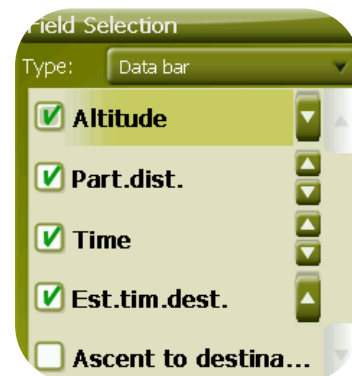 Field Selection
Type: Data bar
Altitude
Part.dist.
Time
Est.tim.dest.
Ascent to destina...